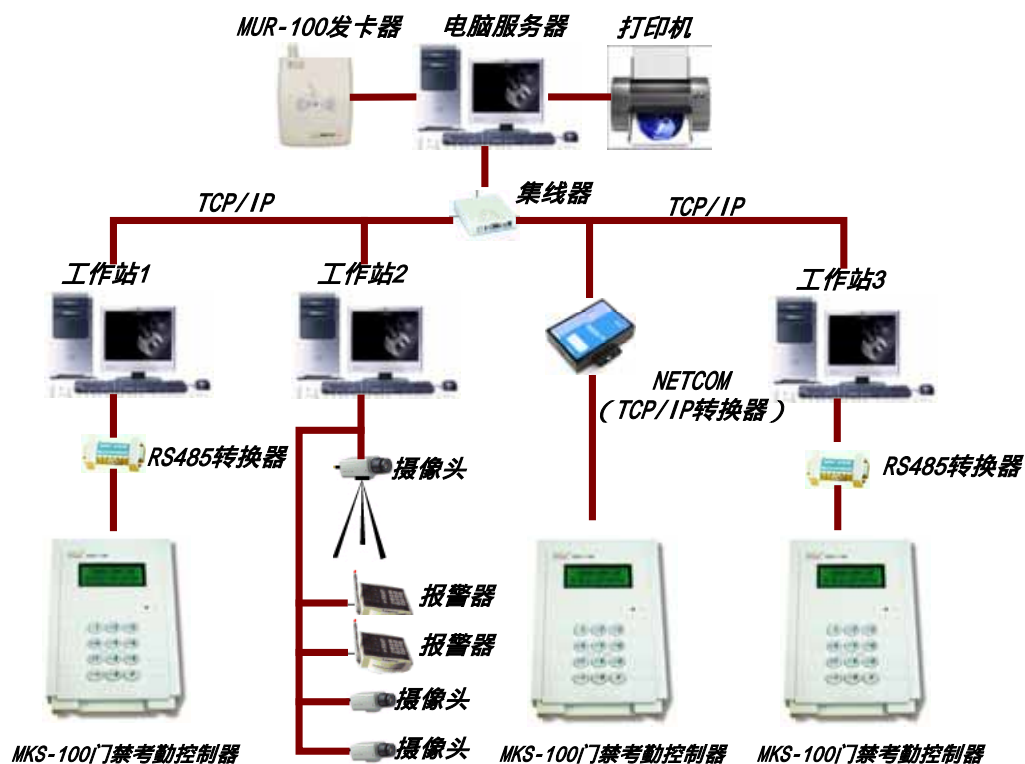 MUR-100发卡器
电脑服务器
打印机
集线器
TCP/IP
TCP/IP
工作站1
工作站2
工作站3
NETCOM
（TCP/IP转换器）
RS485转换器
摄像头
RS485转换器
报警器
报警器
摄像头
摄像头
MKS-100门禁考勤控制器
MKS-100门禁考勤控制器
MKS-100门禁考勤控制器